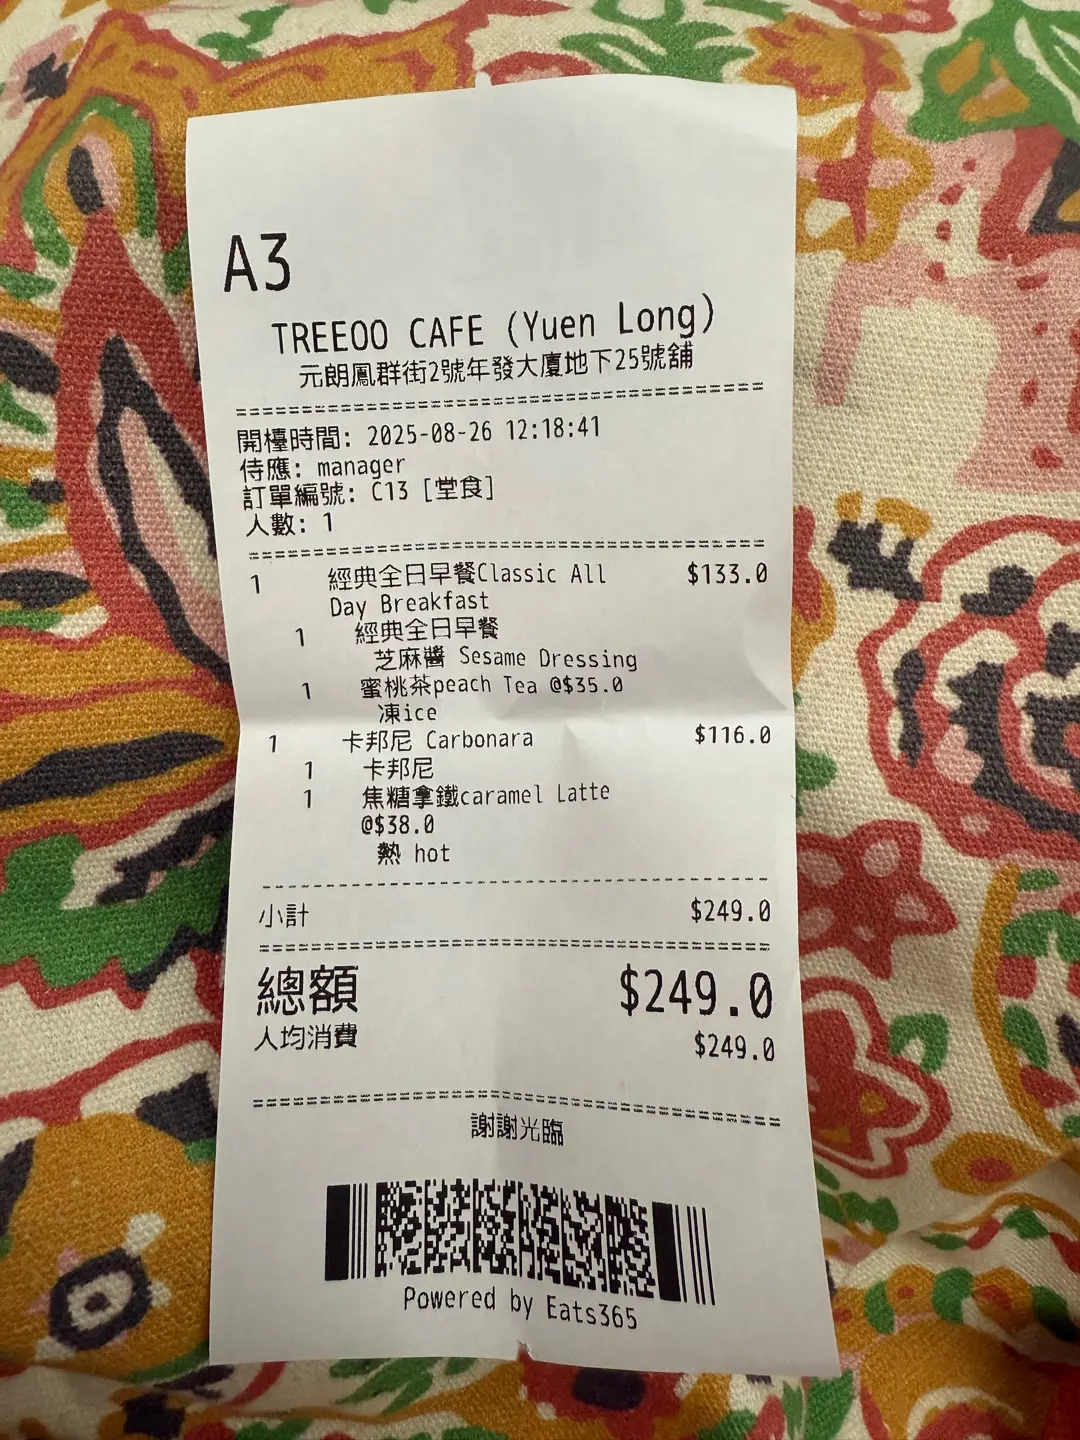 A3
TREEOO CAFE (Yuen Long)
元朗鳳群街2號年發大廈地下25號舖
開檯時間: 2025-08-26 12:18:41
侍應: manager
訂單編號: C13 [堂食]
人數: 1
1 經典全日早餐Classic All $133.0
Day Breakfast
1 經典全日早餐
芝麻醬 Sesame Dressing
1 蜜桃茶peach Tea @$35.0
凍ice
1 卡邦尼 Carbonara $116.0
1 卡邦尼
1 焦糖拿鐵caramel Latte
@$38.0
熱 hot
小計 $249.0
總額 $249.0
人均消費 $249.0
謝謝光臨
Powered by Eats365